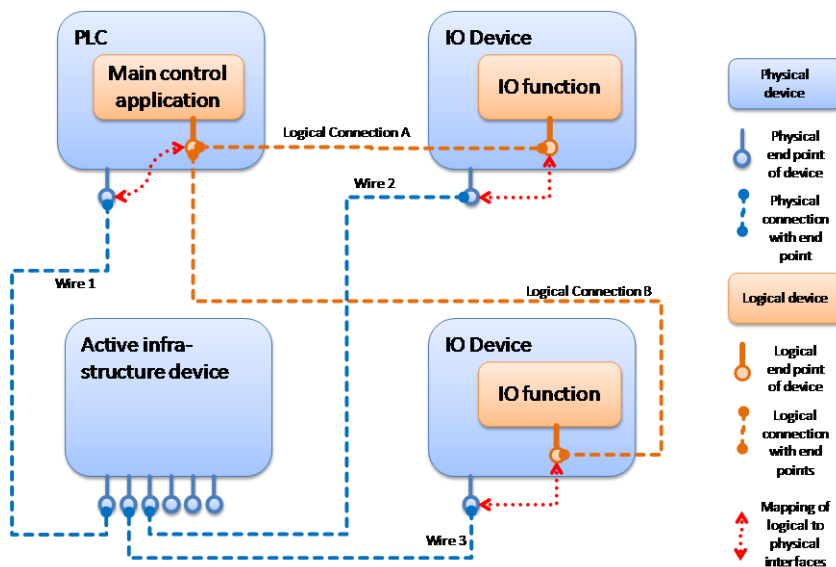 PLC
Main control
application
IO Device
IO function
Logical Connection A
Wire 2
Wire 1
Logical Connection B
Active infra-
structure device
IO Device
IO function
Wire 3
Physical
device
Physical
end point
of device
Physical
connection
with end
point
Logical device
Logical
end point
of device
Logical
connection
with end
points
Mapping of
logical to
physical
interfaces